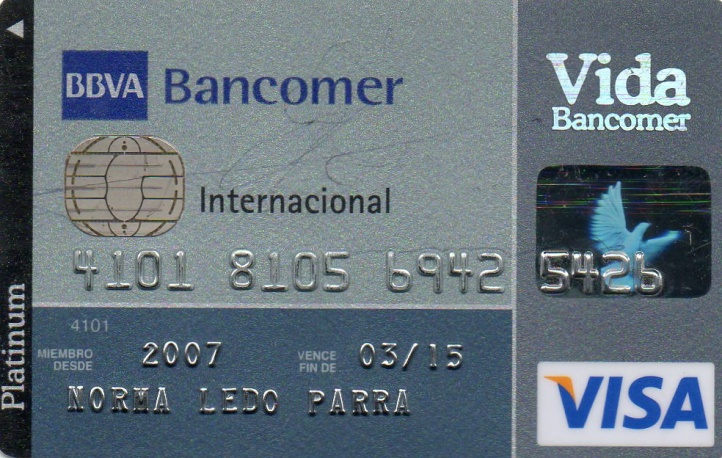 Platinum
BBVA Bancomer
Vida
Bancomer
Internacional
4101 8105 6942 5426
4101
MIEMBRO DESDE 2007 VENCE FIN DE 03/15
NORMA LEDO PARRA
VISA